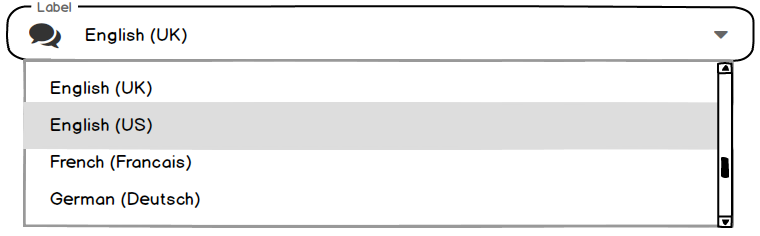 Label
English (UK)
English (UK)
English (US)
French (Francais)
German (Deutsch)